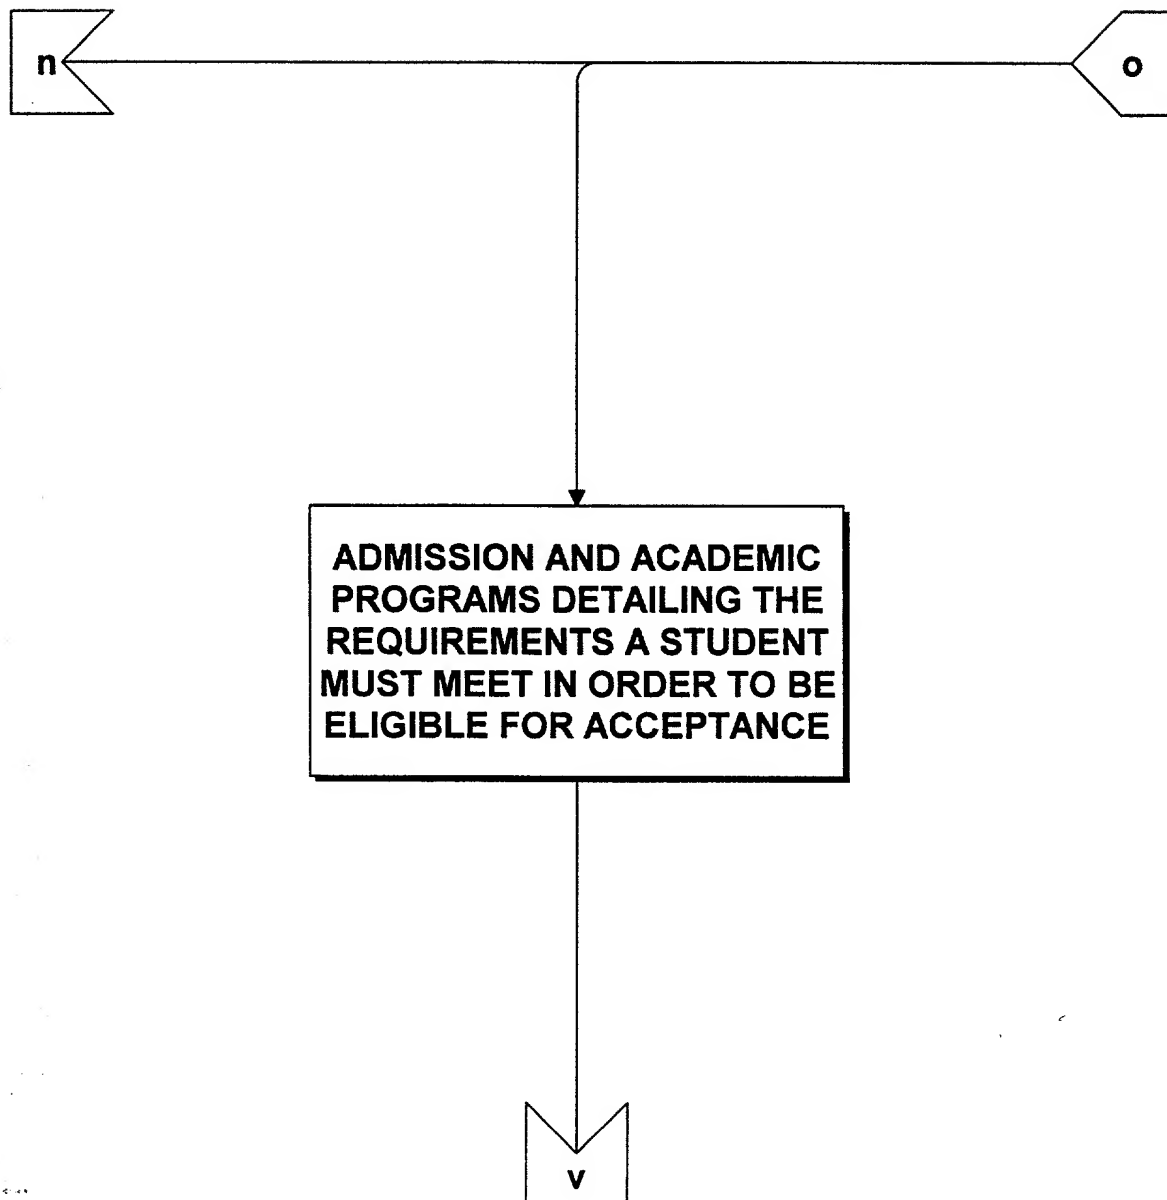 n
o
ADMISSION AND ACADEMIC
PROGRAMS DETAILING THE
REQUIREMENTS A STUDENT
MUST MEET IN ORDER TO BE
ELIGIBLE FOR ACCEPTANCE
v